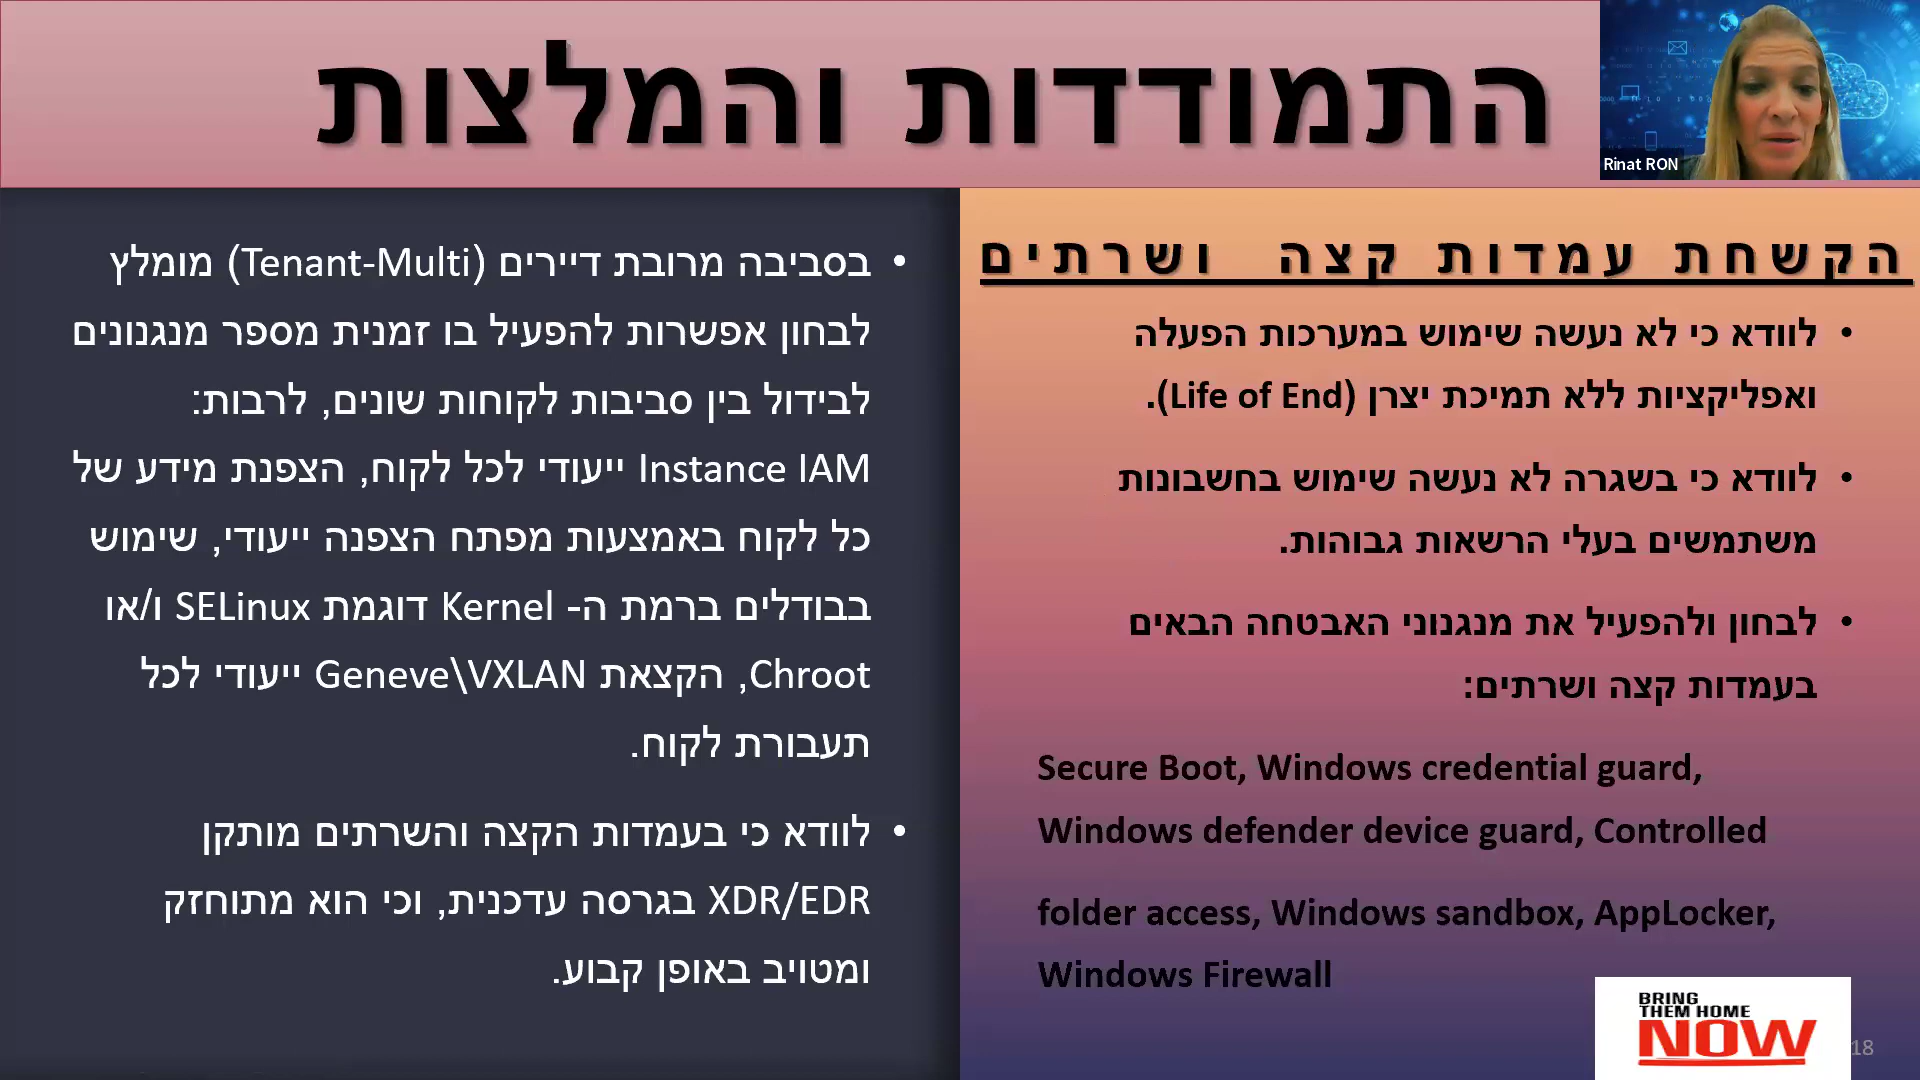 התמודדות והמלצות
Rinat RON
הקשחת עמדות קצה ושרתים
• לוודא כי לא נעשה שימוש במערכות הפעלה
ואפליקציות ללא תמיכת יצרן (Life of End).
• לוודא כי בשגרה לא נעשה שימוש בחשבונות
משתמשים בעלי הרשאות גבוהות.
• לבחון ולהפעיל את מנגנוני האבטחה הבאים
בעמדות קצה ושרתים:
Secure Boot, Windows credential guard,
Windows defender device guard, Controlled
folder access, Windows sandbox, AppLocker,
Windows Firewall
• בסביבה מרובת דיירים (Tenant-Multi) מומלץ
לבחון אפשרות להפעיל בו זמנית מספר מנגנונים
לבידול בין סביבות לקוחות שונים, לרבות:
Instance IAM ייעודי לכל לקוח, הצפנת מידע של
כל לקוח באמצעות מפתח הצפנה ייעודי, שימוש
בבודלים ברמת ה- Kernel דוגמת SELinux ו/או
Chroot, הקצאת Geneve\VXLAN ייעודי לכל
תעבורת לקוח.
• לוודא כי בעמדות הקצה והשרתים מותקן
XDR/EDR בגרסה עדכנית, וכי הוא מתוחזק
ומטויב באופן קבוע.
BRING
THEM HOME
NOW
18